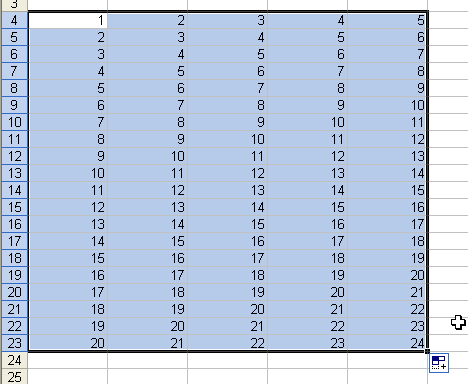 3
4 1 2 3 4 5
5 2 3 4 5 6
6 3 4 5 6 7
7 4 5 6 7 8
8 5 6 7 8 9
9 6 7 8 9 10
10 7 8 9 10 11
11 8 9 10 11 12
12 9 10 11 12 13
13 10 11 12 13 14
14 11 12 13 14 15
15 12 13 14 15 16
16 13 14 15 16 17
17 14 15 16 17 18
18 15 16 17 18 19
19 16 17 18 19 20
20 17 18 19 20 21
21 18 19 20 21 22
22 19 20 21 22 23
23 20 21 22 23 24
24
25